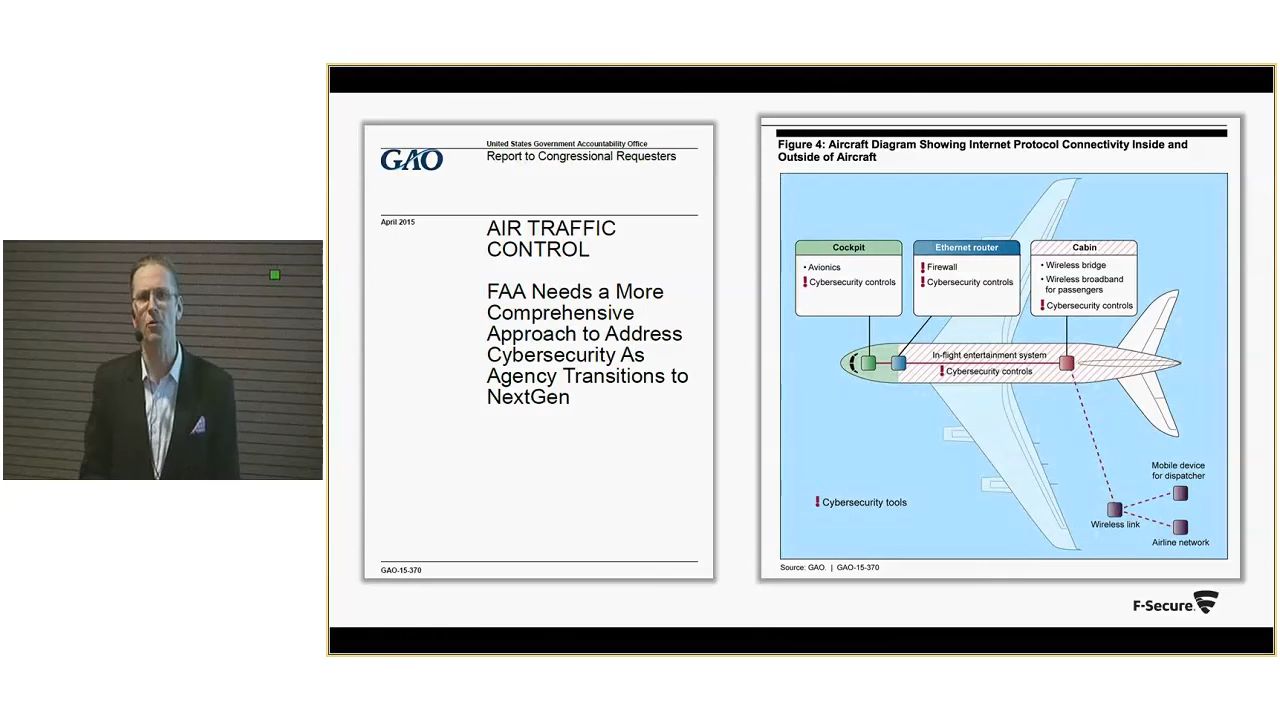 United States Government Accountability Office
GAO
Report to Congressional Requesters
April 2015
AIR TRAFFIC
CONTROL
FAA Needs a More
Comprehensive
Approach to Address
Cybersecurity As
Agency Transitions to
NextGen
GAO-15-370
Figure 4: Aircraft Diagram Showing Internet Protocol Connectivity Inside and
Outside of Aircraft
Cockpit
• Avionics
! Cybersecurity controls
Ethernet router
! Firewall
! Cybersecurity controls
Cabin
• Wireless bridge
• Wireless broadband
for passengers
! Cybersecurity controls
In-flight entertainment system
! Cybersecurity controls
! Cybersecurity tools
Mobile device
for dispatcher
Wireless link
Airline network
Source: GAO. | GAO-15-370
F-Secure.